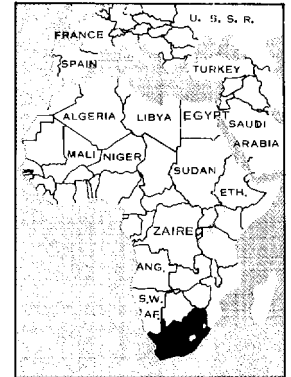 U. S. S. R.
FRANCE
SPAIN
TURKEY
ALGERIA
LIBYA
EGYPT
SAUDI
ARABIA
MALI
NIGER
SUDAN
ETH.
ZAIRE
ANG.
S.W.
AF.